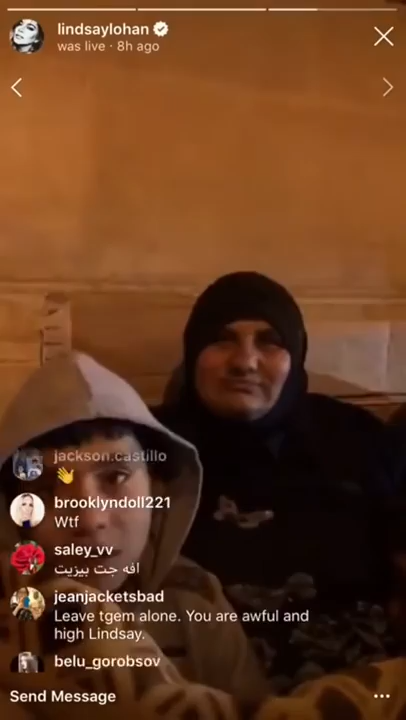 lindsaylohan
was live · 8h ago
jackson.castillo
👋
brooklyndoll221
Wtf
saley_vv
افه جت بيزيت
jeanjacketsbad
Leave tgem alone. You are awful and
high Lindsay.
belu_gorobsov
Send Message